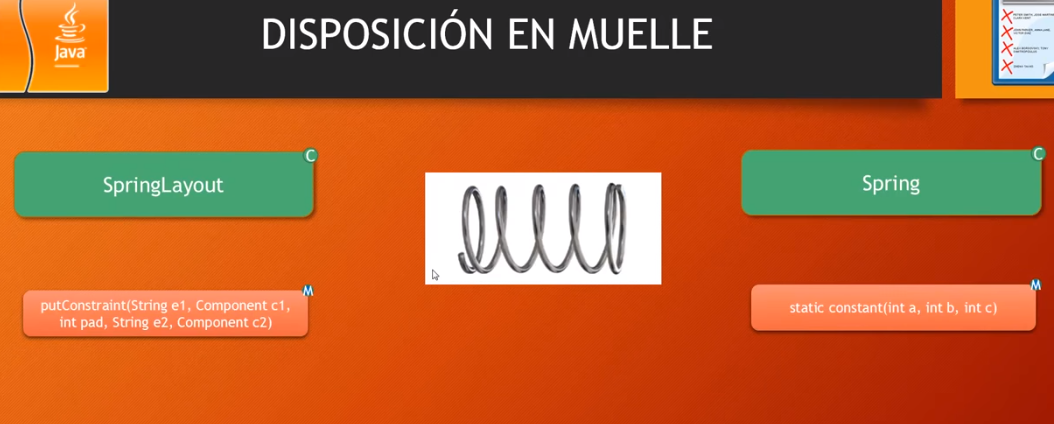 Java
DISPOSICIÓN EN MUELLE
C
SpringLayout
C
Spring
M
putConstraint(String e1, Component c1,
int pad, String e2, Component c2)
M
static constant(int a, int b, int c)